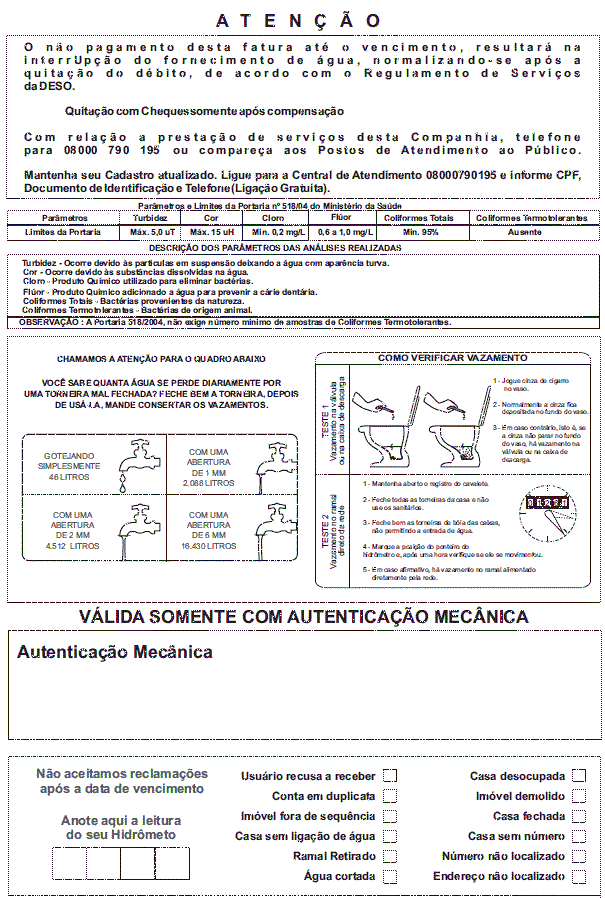 ATENÇÃO
O não pagamento desta fatura até o vencimento, resultará na
interrUpção do fornecimento de água, normalizando-se após a
quitação do débito, de acordo com o Regulamento de Serviços
daDESO.
Quitação com Chequessomente após compensação
Com relação a prestação de serviços desta Companhia, telefone
para 08000 790 195 ou compareça aos Postos de Atendimento ao Público.
Mantenha seu Cadastro atualizado. Ligue para a Central de Atendimento 08000790195 e informe CPF,
Documento de Identificação e Telefone(Ligação Gratuita).
Parâmetros e Limites da Portaria nº 518/04 do Ministério da Saúde
Parâmetros Turbidez Cor Cloro Flúor Coliformes Totais Coliformes Termotolerantes
Limites da Portaria Máx. 5,0 uT Máx. 15 uH Min. 0,2 mg/L 0,6 a 1,0 mg/L Min. 95% Ausente
DESCRIÇÃO DOS PARÂMETROS DAS ANÁLISES REALIZADAS
Turbidez - Ocorre devido às partículas em suspensão deixando a água com aparência turva.
Cor - Ocorre devido às substâncias dissolvidas na água.
Cloro - Produto Químico utilizado para eliminar bactérias.
Flúor - Produto Químico adicionado a água para prevenir a cárie dentária.
Coliformes Totais - Bactérias provenientes da natureza.
Coliformes Termotolerantes - Bactérias de origem animal.
OBSERVAÇÃO : A Portaria 518/2004, não exige número mínimo de amostras de Coliformes Termotolerantes.
CHAMAMOS A ATENÇÃO PARA O QUADRO ABAIXO
VOCÊ SABE QUANTA ÁGUA SE PERDE DIARIAMENTE POR
UMA TORNEIRA MAL FECHADA? FECHE BEM A TORNEIRA, DEPOIS
DE USÁ-LA, MANDE CONSERTAR OS VAZAMENTOS.
GOTEJANDO
SIMPLESMENTE
46 LITROS
COM UMA
ABERTURA
DE 1 MM
2.088 LITROS
COM UMA
ABERTURA
DE 2 MM
4.512 LITROS
COM UMA
ABERTURA
DE 6 MM
16.430 LITROS
COMO VERIFICAR VAZAMENTO
TESTE 1
Vazamento na válvula
ou na caixa de descarga
1 - Jogue cinza de cigarro
no vaso.
2 - Normalmente a cinza fica
depositada no fundo do vaso.
3 - Em caso contrário, isto é, se
a cinza não parar no fundo
do vaso, há vazamento na
válvula ou na caixa de
descarga.
TESTE 2
Vazamento no ramal
direto de rede
1 - Mantenha aberto o registro do cavalete.
2 - Feche todas as torneiras da casa e não
use os sanitários.
3 - Feche bem as torneiras de bóia das caixas,
não permitindo a entrada de água.
4 - Marque a posição do ponteiro do
hidrômetro e, após uma hora verifique se ele se movimentou.
5 - Em caso afirmativo, há vazamento no ramal alimentado
diretamente pela rede.
VÁLIDA SOMENTE COM AUTENTICAÇÃO MECÂNICA
Autenticação Mecânica
Não aceitamos reclamações
após a data de vencimento
Anote aqui a leitura
do seu Hidrômetro
Usuário recusa a receber
Conta em duplicata
Imóvel fora de sequência
Casa sem ligação de água
Ramal Retirado
Água cortada
Casa desocupada
Imóvel demolido
Casa fechada
Casa sem número
Número não localizado
Endereço não localizado